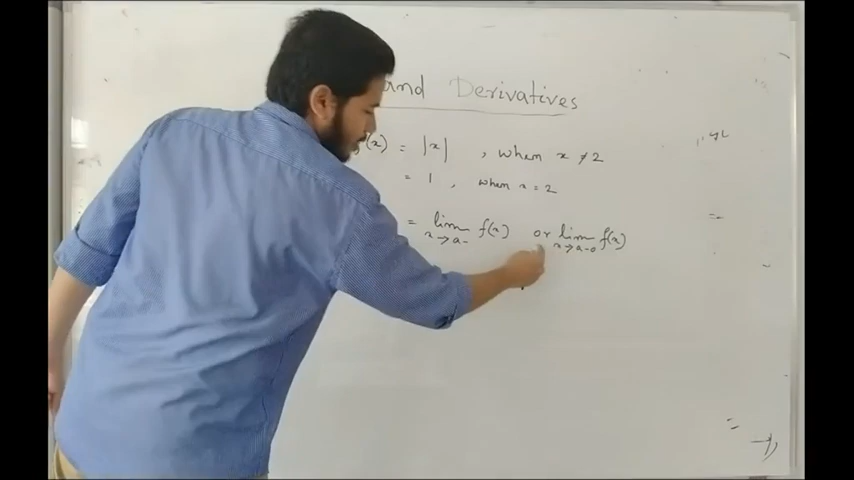 and Derivatives
(x) = |x| , when x ≠ 2
= 1 , when x = 2
= lim x→a- f(x) or lim x→a-0 f(x)